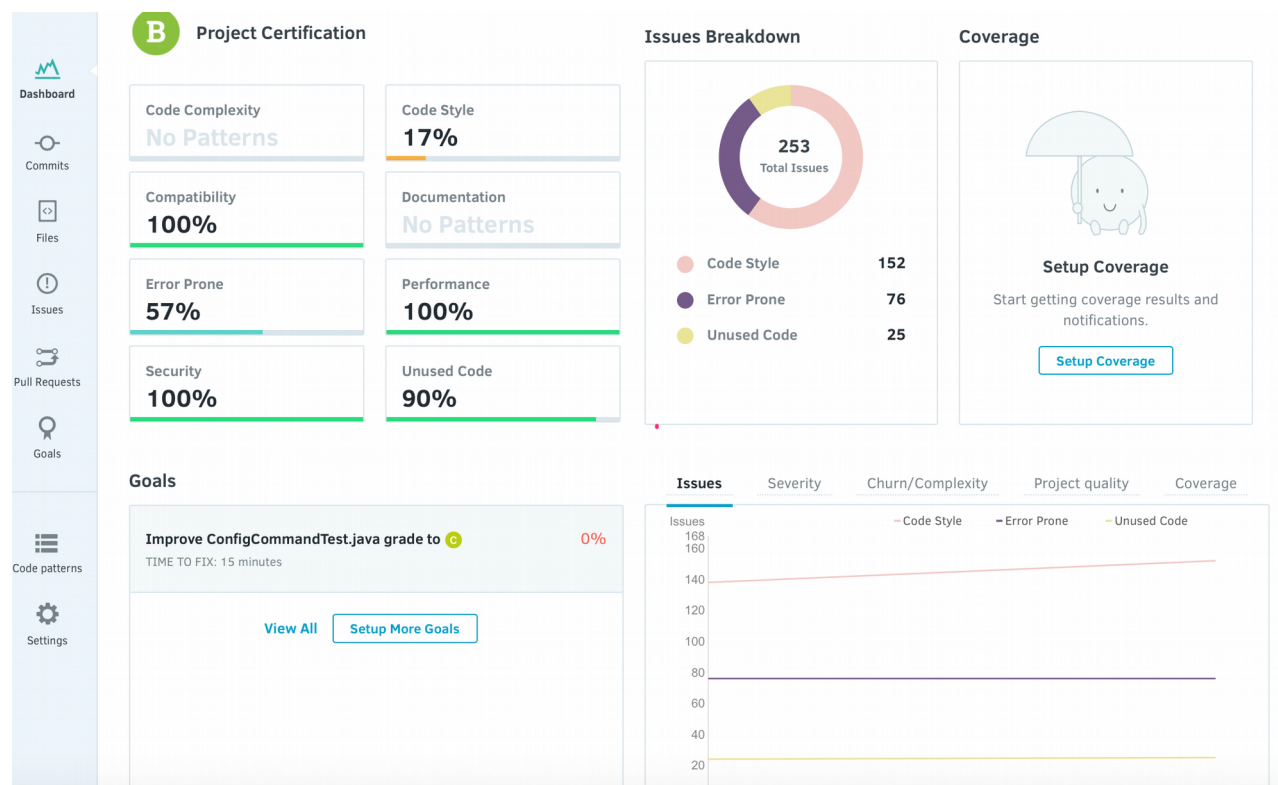 Dashboard
Commits
Files
Issues
Pull Requests
Goals
Code patterns
Settings
B Project Certification
Code Complexity
No Patterns
Code Style
17%
Compatibility
100%
Documentation
No Patterns
Error Prone
57%
Performance
100%
Security
100%
Unused Code
90%
Issues Breakdown
253
Total Issues
Code Style 152
Error Prone 76
Unused Code 25
Coverage
Setup Coverage
Start getting coverage results and
notifications.
Setup Coverage
Goals
Improve ConfigCommandTest.java grade to C 0%
TIME TO FIX: 15 minutes
View All Setup More Goals
Issues Severity Churn/Complexity Project quality Coverage
Issues Code Style Error Prone Unused Code
168
160
140
120
100
80
60
40
20